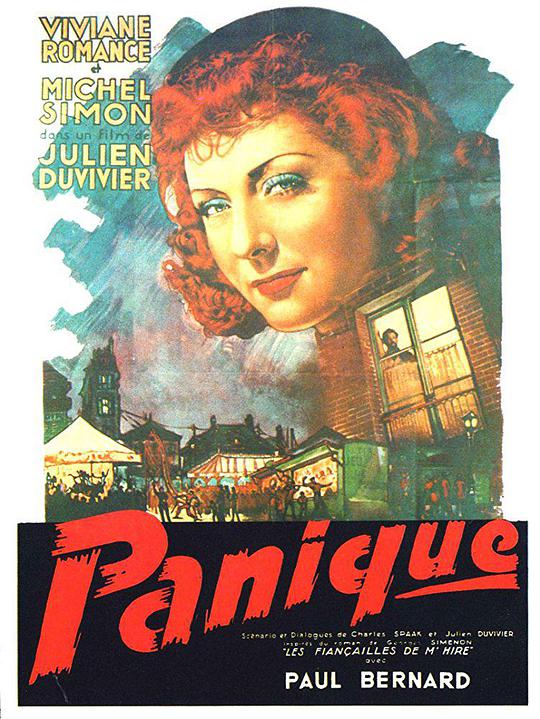 VIVIANE
ROMANCE
et
MICHEL
SIMON
dans un film de
JULIEN
DUVIVIER
Panique
Scénario et Dialogues de Charles SPAAK et Julien DUVIVIER
inspirés du roman de Georges SIMENON
"LES FIANÇAILLES DE Mr HIRE"
avec
PAUL BERNARD